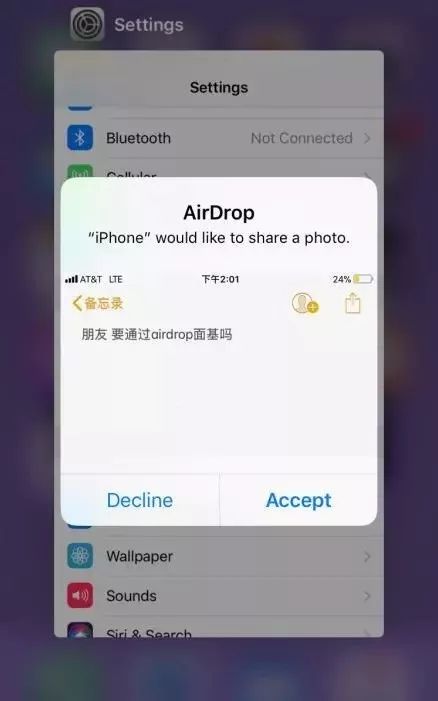 Settings
Settings
Bluetooth Not Connected
Cellular
AirDrop
“iPhone” would like to share a photo.
AT&T LTE 下午2:01 24%
备忘录
朋友 要通过airdrop面基吗
Decline Accept
Wallpaper
Sounds
Siri & Search